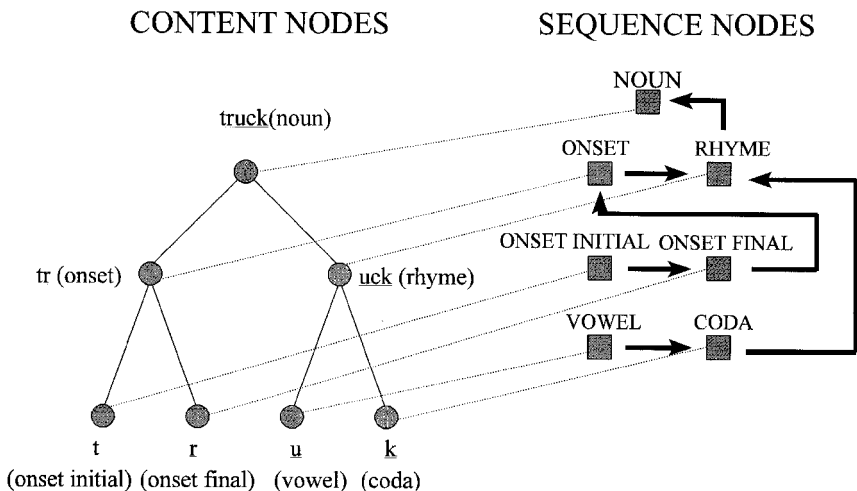 CONTENT NODES
SEQUENCE NODES
NOUN
truck(noun)
ONSET
RHYME
ONSET INITIAL
ONSET FINAL
tr (onset)
uck (rhyme)
VOWEL
CODA
t
r
u
k
(onset initial)
(onset final)
(vowel)
(coda)